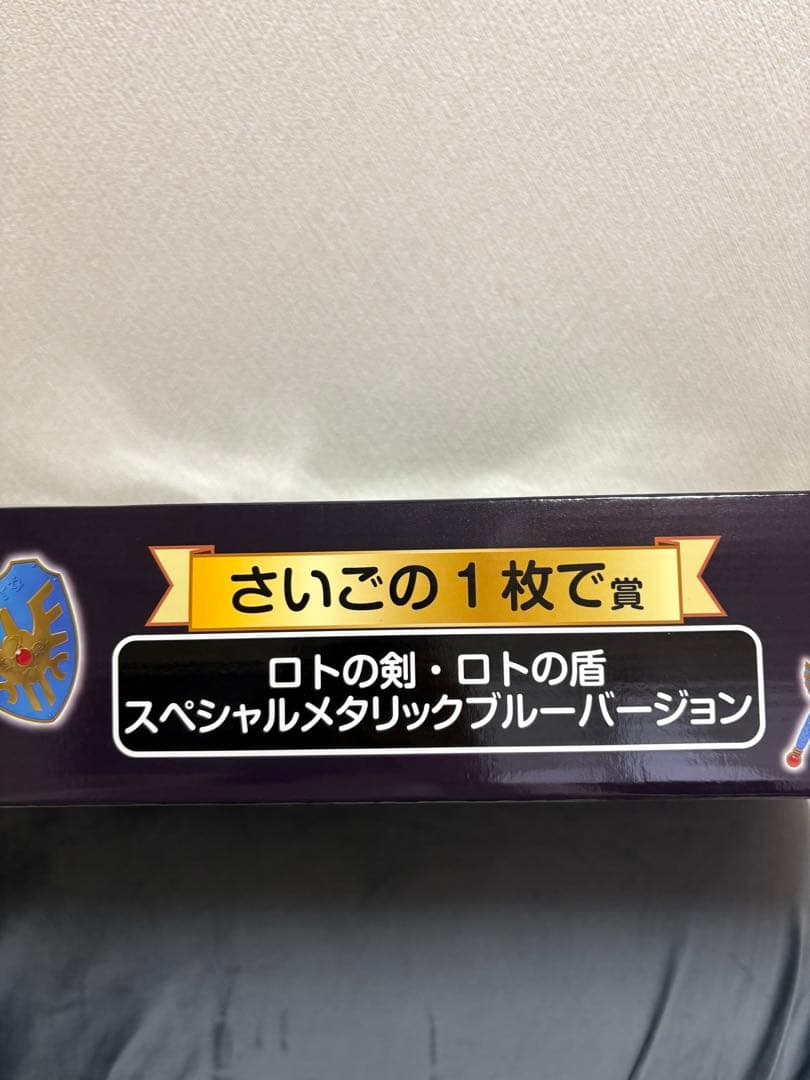 さいごの1枚で賞
ロトの剣・ロトの盾
スペシャルメタリックブルーバージョン